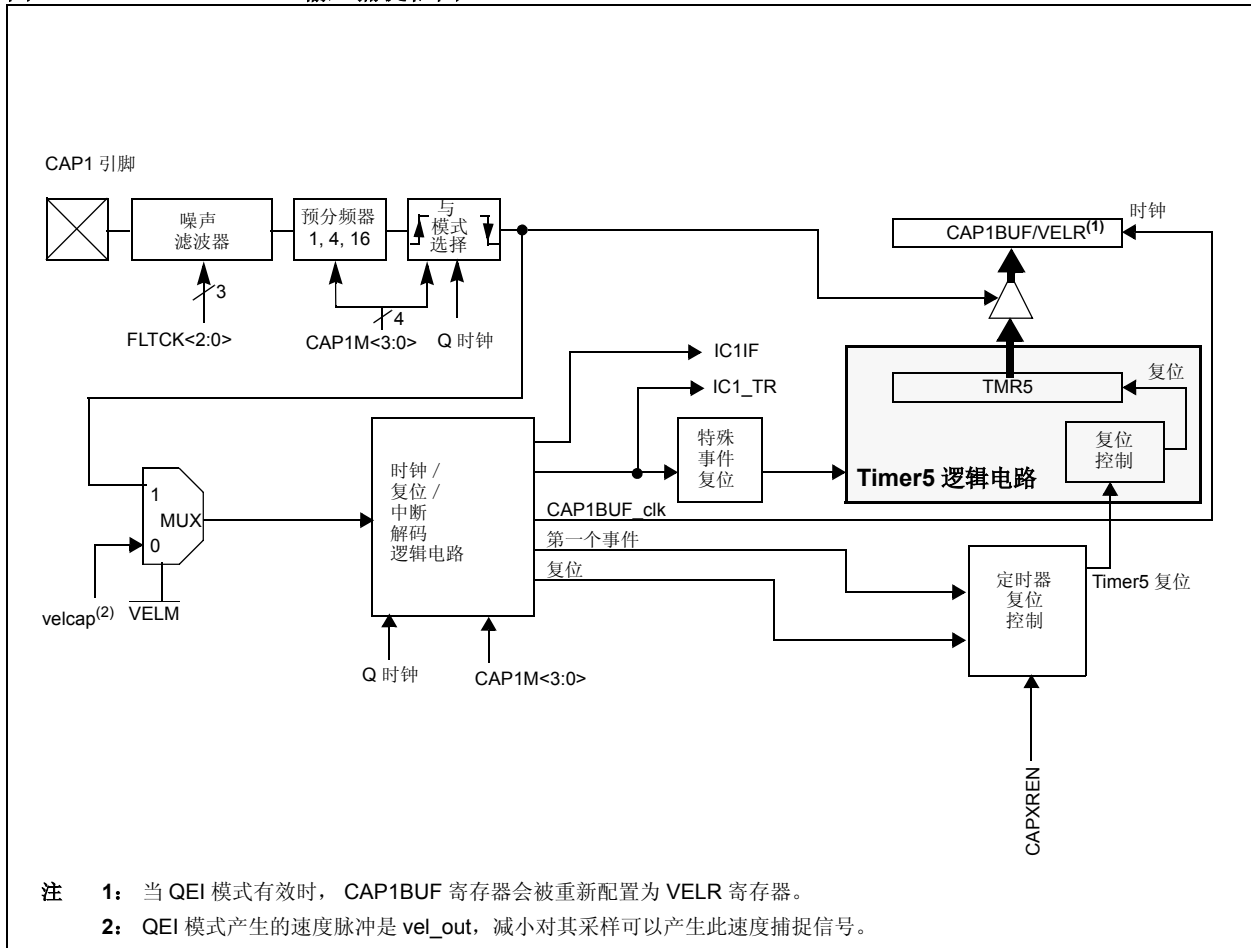 CAP1 引脚
噪声
滤波器
预分频器
1, 4, 16
与
模式
选择
3
FLTCK<2:0>
4
CAP1M<3:0>
Q 时钟
时钟
CAP1BUF/VELR(1)
IC1IF
IC1_TR
TMR5
复位
复位
控制
Timer5 逻辑电路
特殊
事件
复位
1
MUX
0
velcap(2)
VELM
时钟 /
复位 /
中断
解码
逻辑电路
CAP1BUF_clk
第一个事件
复位
Q 时钟
CAP1M<3:0>
定时器
复位
控制
Timer5 复位
CAPXREN
注 1： 当 QEI 模式有效时， CAP1BUF 寄存器会被重新配置为 VELR 寄存器。
2： QEI 模式产生的速度脉冲是 vel_out，减小对其采样可以产生此速度捕捉信号。